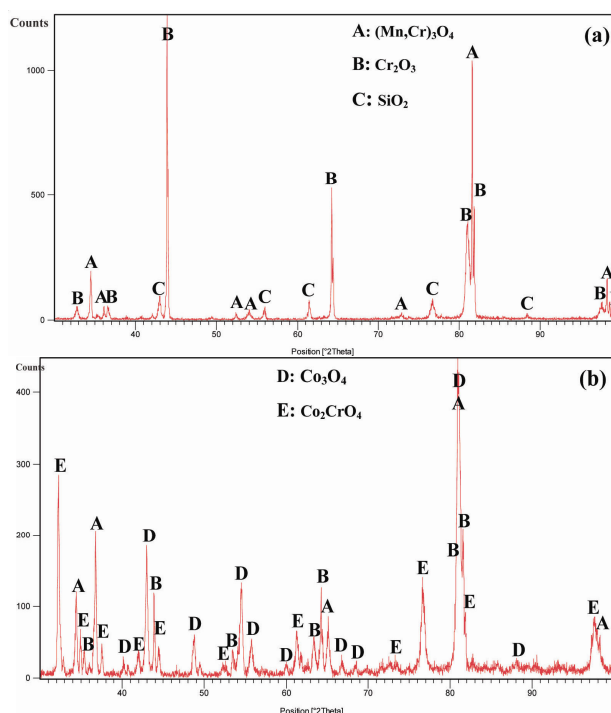 Counts
B
A: (Mn,Cr)₃O₄
(a)
B: Cr₂O₃
C: SiO₂
A
1000
B
500
B
B
A
C
C
C
C
A
B
A
B
A
A
A
C
B
0
40
50
60
70
80
90
Position [°2Theta]
Counts
D: Co₃O₄
(b)
D
400
E: Co₂CrO₄
A
300
E
A
D
200
B
B
D
B
E
A
A
B
E
100
E
E
B
E
D
E
D
B
D
E
B
E
D
D
D
E
D
E
A
0
40
50
60
70
80
90
Position [°2Theta]